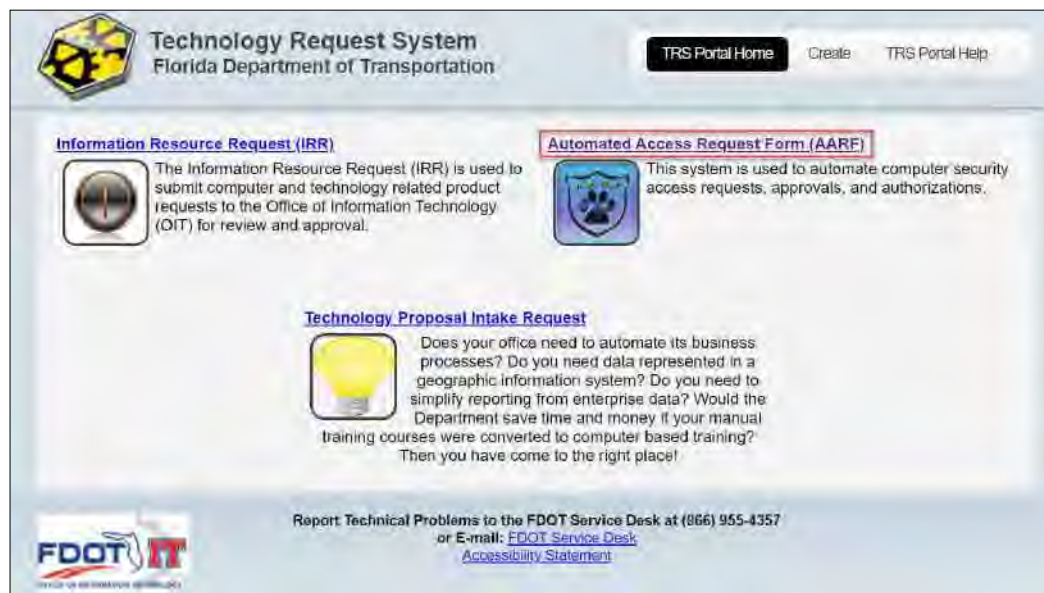 Technology Request System
Florida Department of Transportation
TRS Portal Home
Create
TRS Portal Help
Information Resource Request (IRR)
The Information Resource Request (IRR) is used to
submit computer and technology related product
requests to the Office of Information Technology
(OIT) for review and approval.
Automated Access Request Form (AARF)
This system is used to automate computer security
access requests, approvals, and authorizations.
Technology Proposal Intake Request
Does your office need to automate its business
processes? Do you need data represented in a
geographic information system? Do you need to
simplify reporting from enterprise data? Would the
Department save time and money if your manual
training courses were converted to computer based training?
Then you have come to the right place!
Report Technical Problems to the FDOT Service Desk at (866) 955-4357
or E-mail: FDOT Service Desk
Accessibility Statement
FDOT IT
OFFICE OF INFORMATION TECHNOLOGY